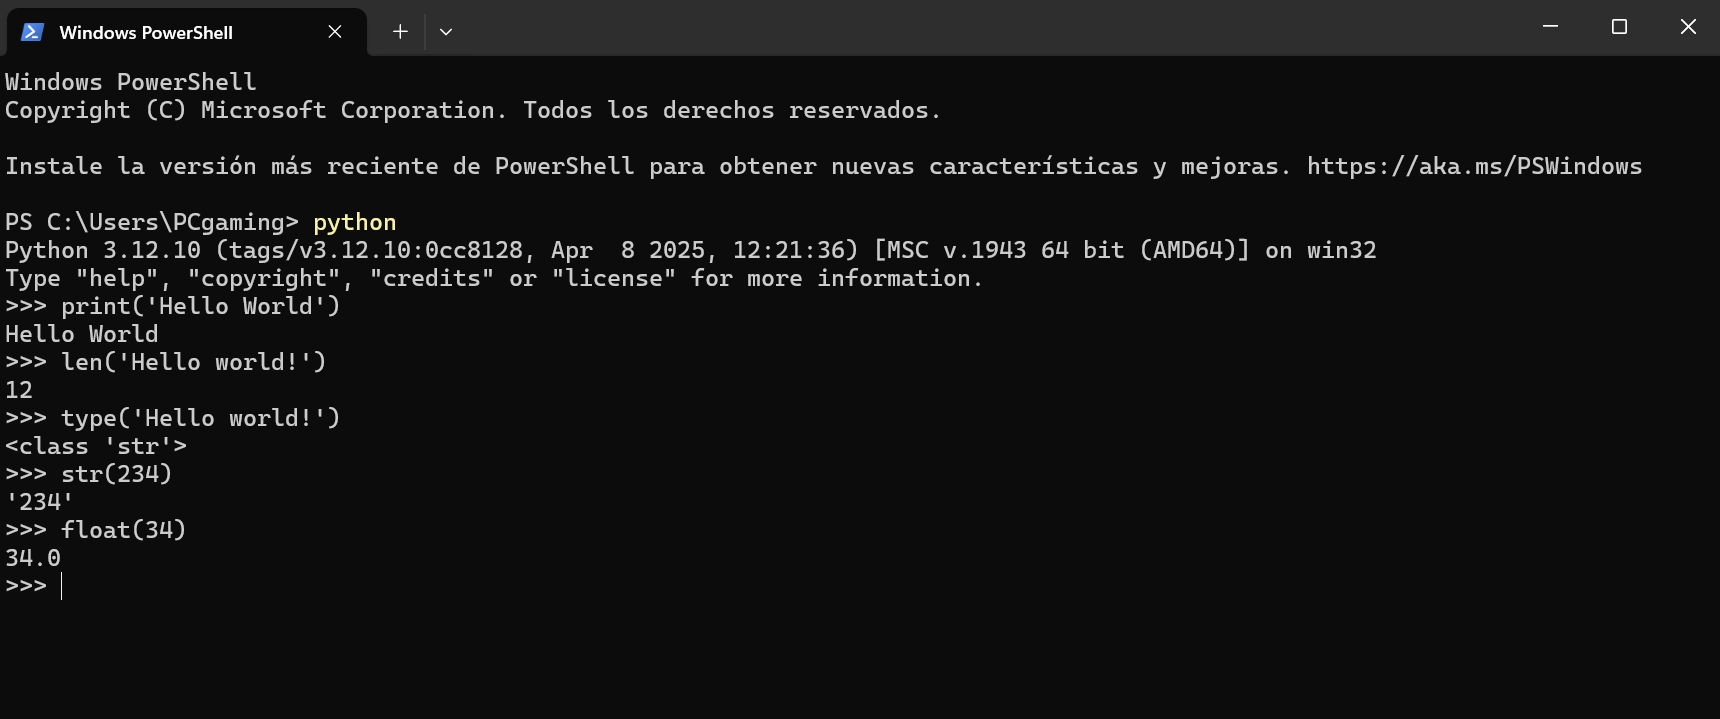 Windows PowerShell
Windows PowerShell
Copyright (C) Microsoft Corporation. Todos los derechos reservados.
Instale la versión más reciente de PowerShell para obtener nuevas características y mejoras. https://aka.ms/PSWindows
PS C:\Users\PCgaming> python
Python 3.12.10 (tags/v3.12.10:0cc8128, Apr  8 2025, 12:21:36) [MSC v.1943 64 bit (AMD64)] on win32
Type "help", "copyright", "credits" or "license" for more information.
>>> print('Hello World')
Hello World
>>> len('Hello world!')
12
>>> type('Hello world!')
<class 'str'>
>>> str(234)
'234'
>>> float(34)
34.0
>>>